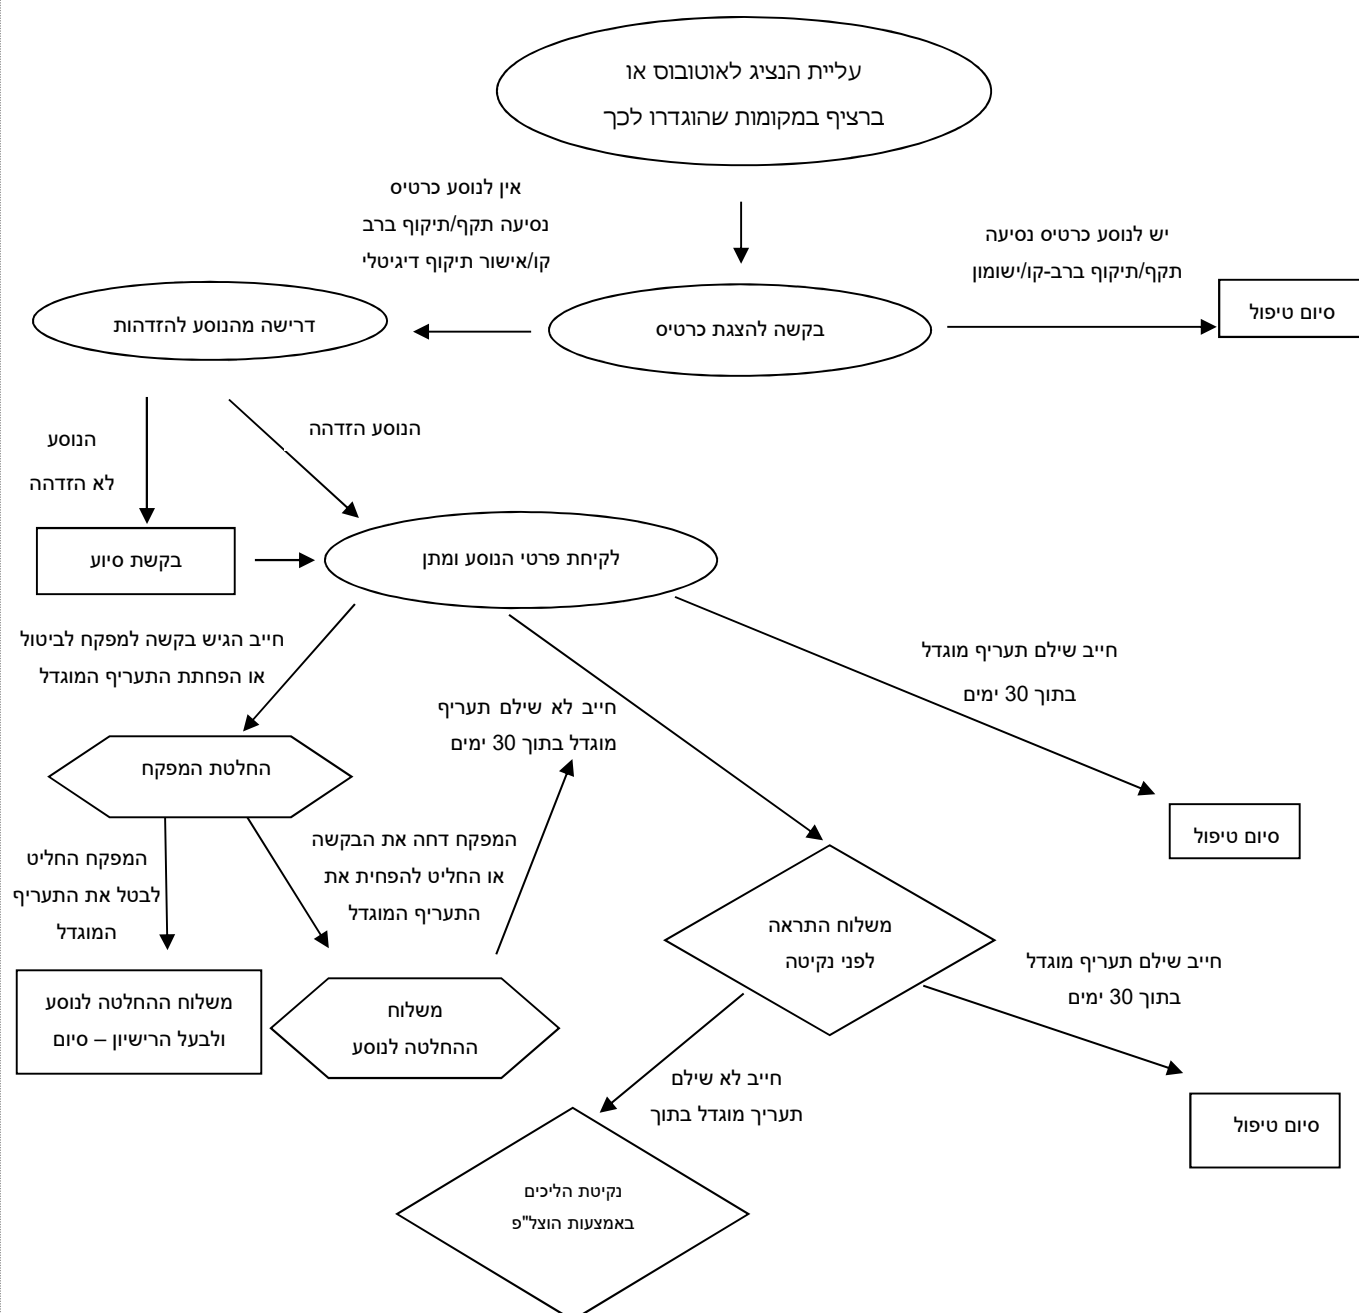 עליית הנציג לאוטובוס או
ברציף במקומות שהוגדרו לכך
אין לנוסע כרטיס
נסיעה תקף/תיקוף ברב
קו/אישור תיקוף דיגיטלי
יש לנוסע כרטיס נסיעה
תקף/תיקוף ברב-קו/ישומון
סיום טיפול
בקשה להצגת כרטיס
דרישה מהנוסע להזדהות
הנוסע הזדהה
הנוסע
לא הזדהה
בקשת סיוע
לקיחת פרטי הנוסע ומתן
חייב הגיש בקשה למפקח לביטול
או הפחתת התעריף המוגדל
חייב שילם תעריף מוגדל
בתוך 30 ימים
חייב לא שילם תעריף
מוגדל בתוך 30 ימים
החלטת המפקח
סיום טיפול
המפקח דחה את הבקשה
או החליט להפחית את
התעריף המוגדל
המפקח החליט
לבטל את התעריף
המוגדל
משלוח התראה
לפני נקיטה
חייב שילם תעריף מוגדל
בתוך 30 ימים
משלוח ההחלטה לנוסע
ולבעל הרישיון – סיום
משלוח
ההחלטה לנוסע
חייב לא שילם
תעריך מוגדל בתוך
סיום טיפול
נקיטת הליכים
באמצעות הוצל"פ